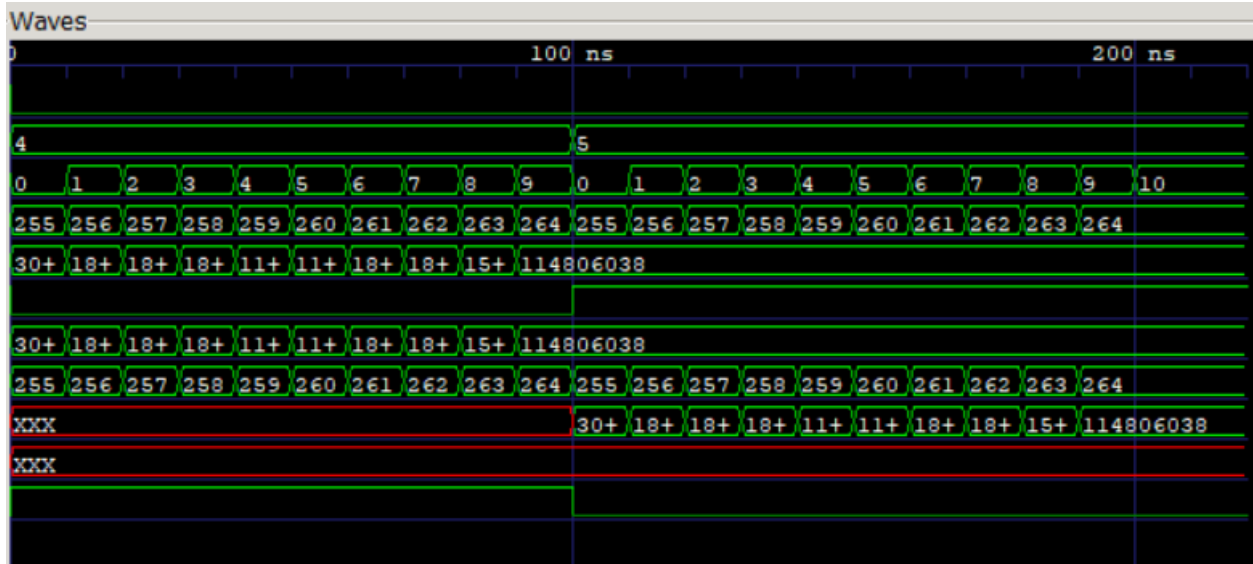 Waves
0 100 ns 200 ns
4 5
0 1 2 3 4 5 6 7 8 9 0 1 2 3 4 5 6 7 8 9 10
255 256 257 258 259 260 261 262 263 264 255 256 257 258 259 260 261 262 263 264
30+ 18+ 18+ 18+ 11+ 11+ 18+ 18+ 15+ 114806038
30+ 18+ 18+ 18+ 11+ 11+ 18+ 18+ 15+ 114806038
255 256 257 258 259 260 261 262 263 264 255 256 257 258 259 260 261 262 263 264
XXX 30+ 18+ 18+ 18+ 11+ 11+ 18+ 18+ 15+ 114806038
XXX